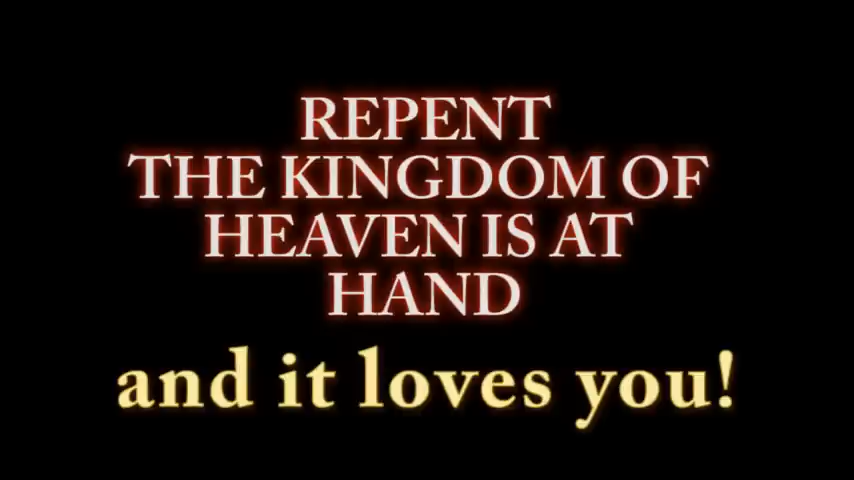 REPENT
THE KINGDOM OF
HEAVEN IS AT
HAND
and it loves you!